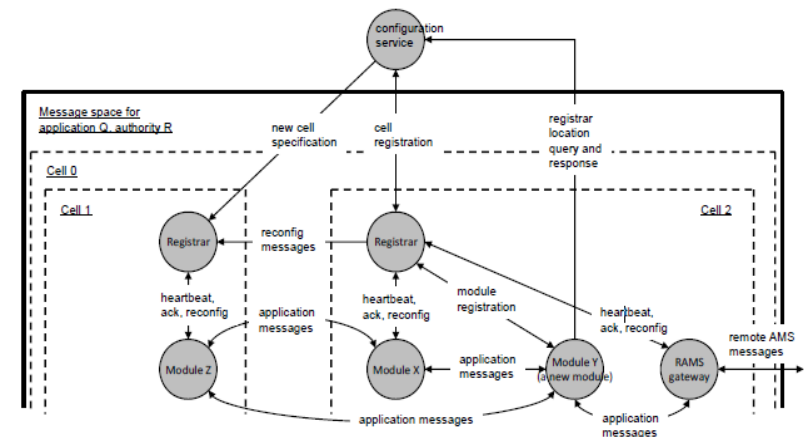 configuration
service
Message space for
application Q, authority R
new cell
specification
cell
registration
registrar
location
query and
response
Cell 0
Cell 1
Cell 2
Registrar
reconfig
messages
Registrar
heartbeat,
ack, reconfig
application
messages
heartbeat,
ack, reconfig
module
registration
heartbeat,
ack, reconfig
remote AMS
messages
Module Z
Module X
application
messages
Module Y
(a new module)
RAMS
gateway
application messages
application
messages